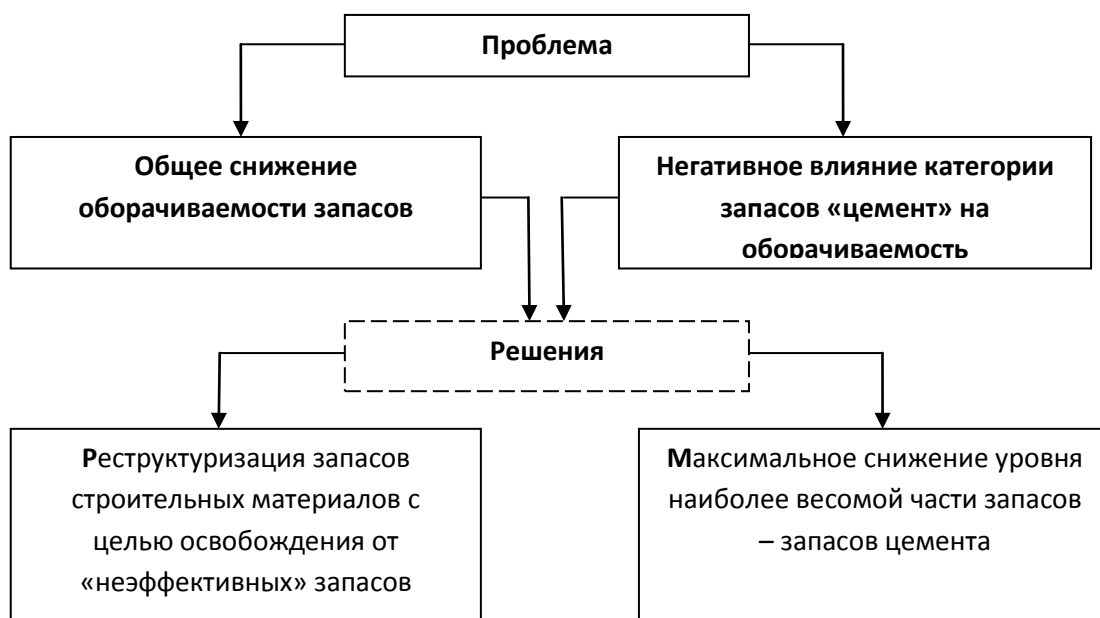 Проблема
Общее снижение
оборачиваемости запасов
Негативное влияние категории
запасов «цемент» на
оборачиваемость
Решения
Реструктуризация запасов
строительных материалов с
целью освобождения от
«неэффективных» запасов
Максимальное снижение уровня
наиболее весомой части запасов
– запасов цемента